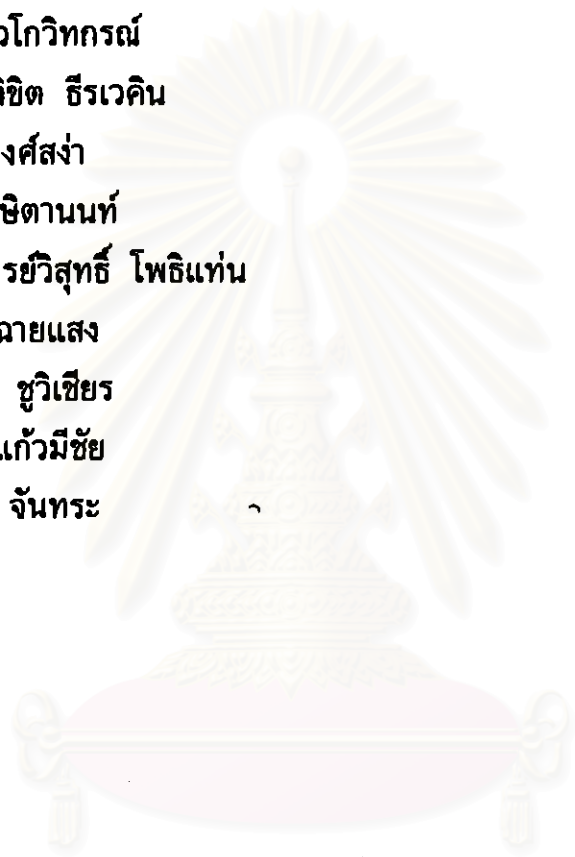 วโกวิทกรณ์
ลิขิต ธีรเวคิน
งศ์สง่า
ษิตานนท์
รย์วิสุทธิ์ โพธิแท่น
ฉายแสง
ชูวิเชียร
แก้วมีชัย
จันทระ